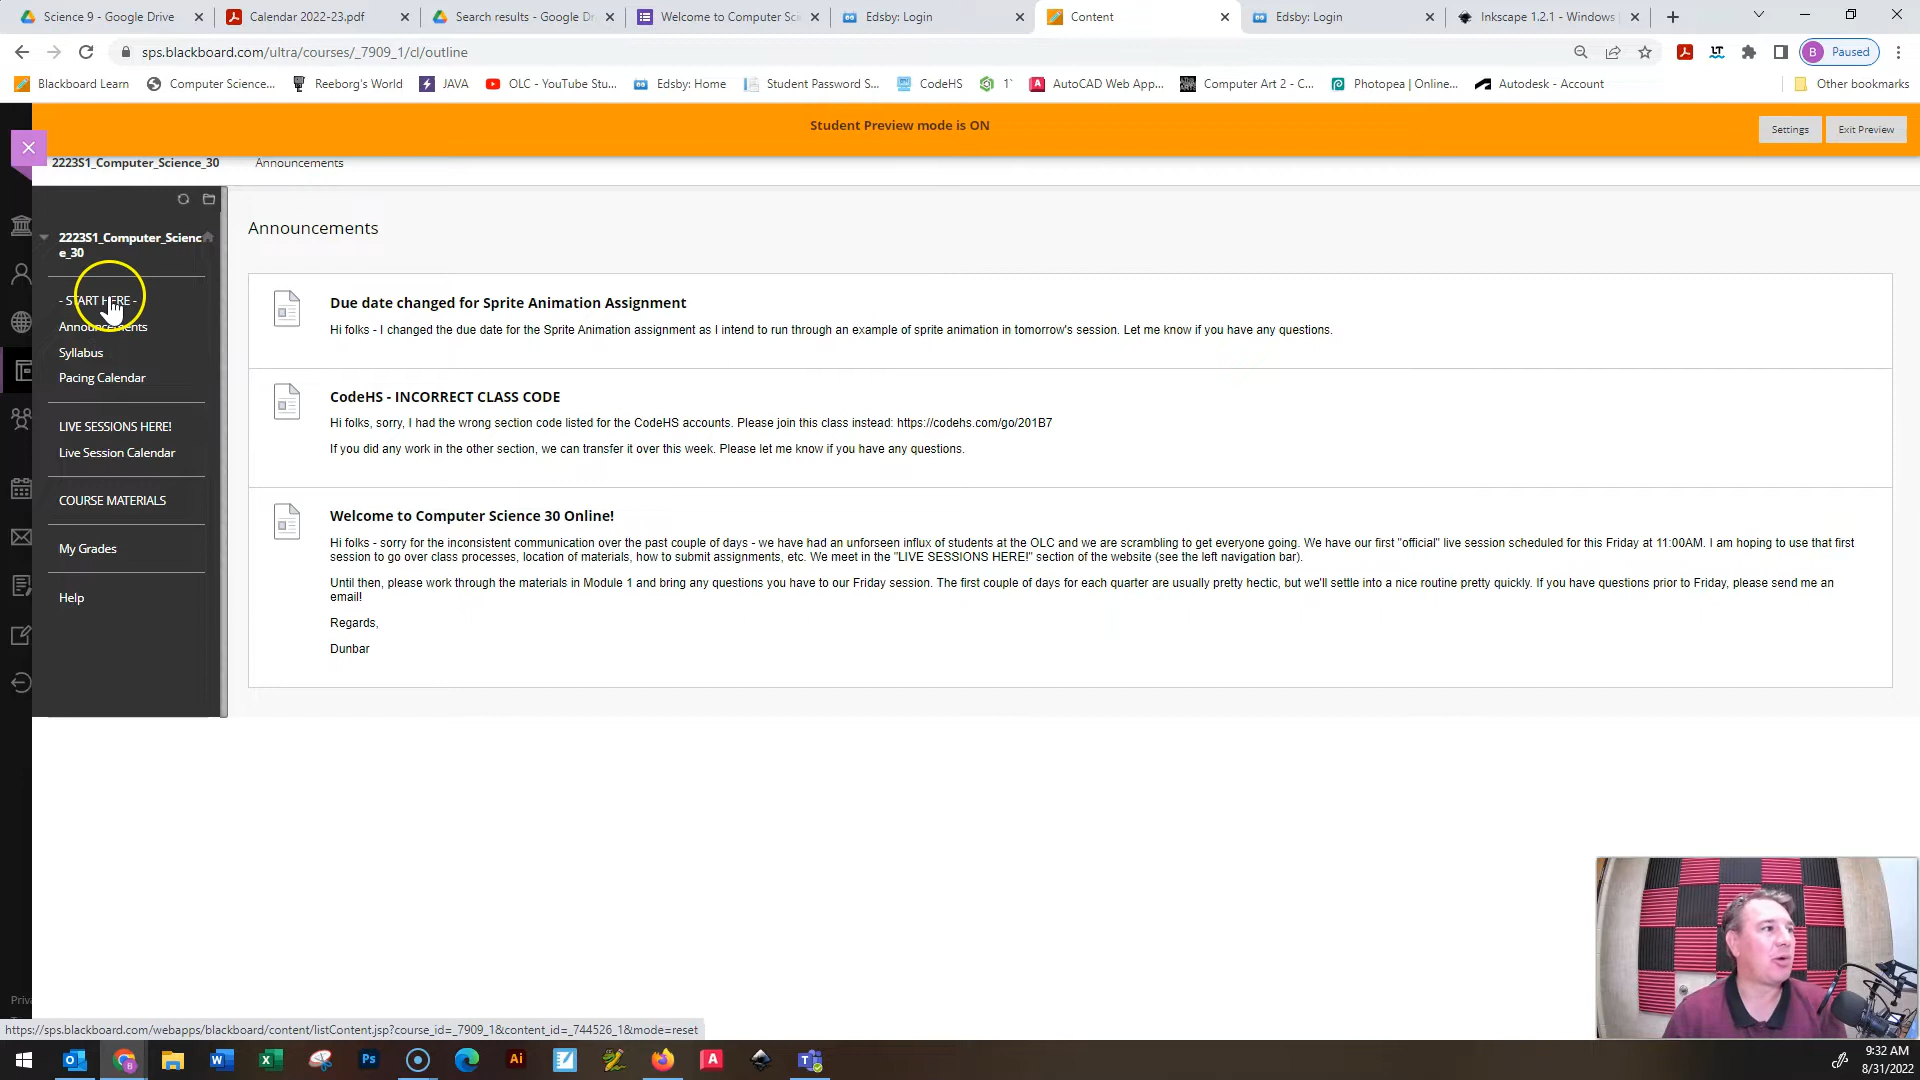 Science 9 - Google Drive
Calendar 2022-23.pdf
Search results - Google Dr
Welcome to Computer Sci
Edsby: Login
Content
Edsby: Login
Inkscape 1.2.1 - Windows
sps.blackboard.com/ultra/courses/_7909_1/cl/outline
B Paused
Blackboard Learn
Computer Science...
Reeborg's World
JAVA
OLC - YouTube Stu...
Edsby: Home
Student Password S...
CodeHS
1`
AutoCAD Web App...
Computer Art 2 - C...
Photopea | Online...
Autodesk - Account
Other bookmarks
Student Preview mode is ON
Settings
Exit Preview
2223S1_Computer_Science_30
Announcements
2223S1_Computer_Scienc
e_30
- START HERE -
Announcements
Syllabus
Pacing Calendar
LIVE SESSIONS HERE!
Live Session Calendar
COURSE MATERIALS
My Grades
Help
Announcements
Due date changed for Sprite Animation Assignment
Hi folks - I changed the due date for the Sprite Animation assignment as I intend to run through an example of sprite animation in tomorrow's session. Let me know if you have any questions.
CodeHS - INCORRECT CLASS CODE
Hi folks, sorry, I had the wrong section code listed for the CodeHS accounts. Please join this class instead: https://codehs.com/go/201B7
If you did any work in the other section, we can transfer it over this week. Please let me know if you have any questions.
Welcome to Computer Science 30 Online!
Hi folks - sorry for the inconsistent communication over the past couple of days - we have had an unforseen influx of students at the OLC and we are scrambling to get everyone going. We have our first "official" live session scheduled for this Friday at 11:00AM. I am hoping to use that first
session to go over class processes, location of materials, how to submit assignments, etc. We meet in the "LIVE SESSIONS HERE!" section of the website (see the left navigation bar).
Until then, please work through the materials in Module 1 and bring any questions you have to our Friday session. The first couple of days for each quarter are usually pretty hectic, but we'll settle into a nice routine pretty quickly. If you have questions prior to Friday, please send me an
email!
Regards,
Dunbar
Priv
https://sps.blackboard.com/webapps/blackboard/content/listContent.jsp?course_id=_7909_1&content_id=_744526_1&mode=reset
Ps
Ai
9:32 AM
8/31/2022